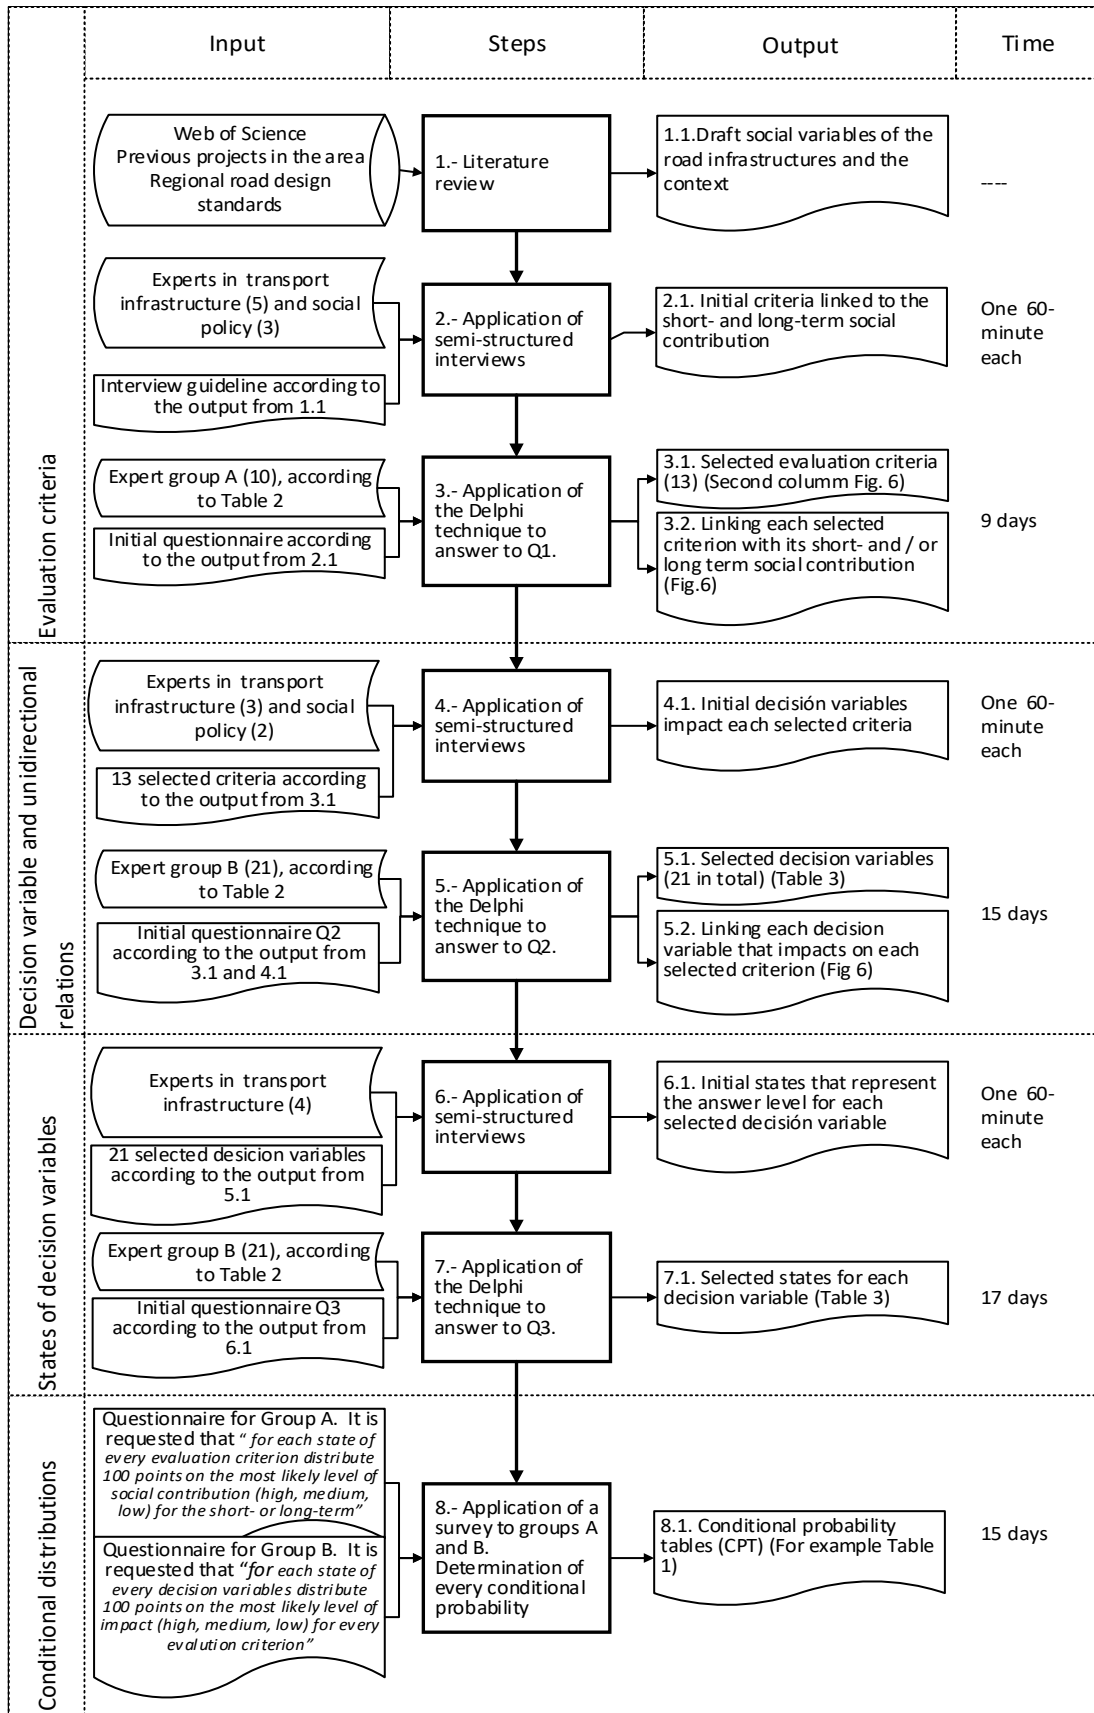 Input
Steps
Output
Time
Evaluation criteria
Web of Science
Previous projects in the area
Regional road design
standards
1.- Literature
review
1.1.Draft social variables of
the road infrastructures and the
context
----
Experts in transport
infrastructure (5) and social
policy (3)
Interview guideline according to
the output from 1.1
2.- Application of
semi-structured
interviews
2.1. Initial criteria linked to the
short- and long-term social
contribution
One 60-
minute
each
Expert group A (10), according
to Table 2
Initial questionnaire according
to the output from 2.1
3.- Application of
the Delphi
technique to
answer to Q1.
3.1. Selected evaluation criteria
(13) (Second columm Fig. 6)
3.2. Linking each selected
criterion with its short- and / or
long term social contribution
(Fig.6)
9 days
Decision variable and unidirectional
relations
Experts in transport
infrastructure (3) and social
policy (2)
13 selected criteria according
to the output from 3.1
4.- Application of
semi-structured
interviews
4.1. Initial decisión variables
impact each selected criteria
One 60-
minute
each
Expert group B (21), according
to Table 2
Initial questionnaire Q2
according to the output from
3.1 and 4.1
5.- Application of
the Delphi
technique to
answer to Q2.
5.1. Selected decision variables
(21 in total) (Table 3)
5.2. Linking each decision
variable that impacts on each
selected criterion (Fig 6)
15 days
States of decision variables
Experts in transport
infrastructure (4)
21 selected desicion variables
according to the output from
5.1
6.- Application of
semi-structured
interviews
6.1. Initial states that represent
the answer level for each
selected decisión variable
One 60-
minute
each
Expert group B (21), according
to Table 2
Initial questionnaire Q3
according to the output from
6.1
7.- Application of
the Delphi
technique to
answer to Q3.
7.1. Selected states for each
decision variable (Table 3)
17 days
Conditional distributions
Questionnaire for Group A. It is
requested that “ for each state of
every evaluation criterion distribute
100 points on the most likely level of
social contribution (high, medium,
low) for the short- or long-term”
Questionnaire for Group B. It is
requested that “for each state of
every decision variables distribute
100 points on the most likely level of
impact (high, medium, low) for every
evalution criterion”
8.- Application of a
survey to groups A
and B.
Determination of
every conditional
probability
8.1. Conditional probability
tables (CPT) (For example Table
1)
15 days